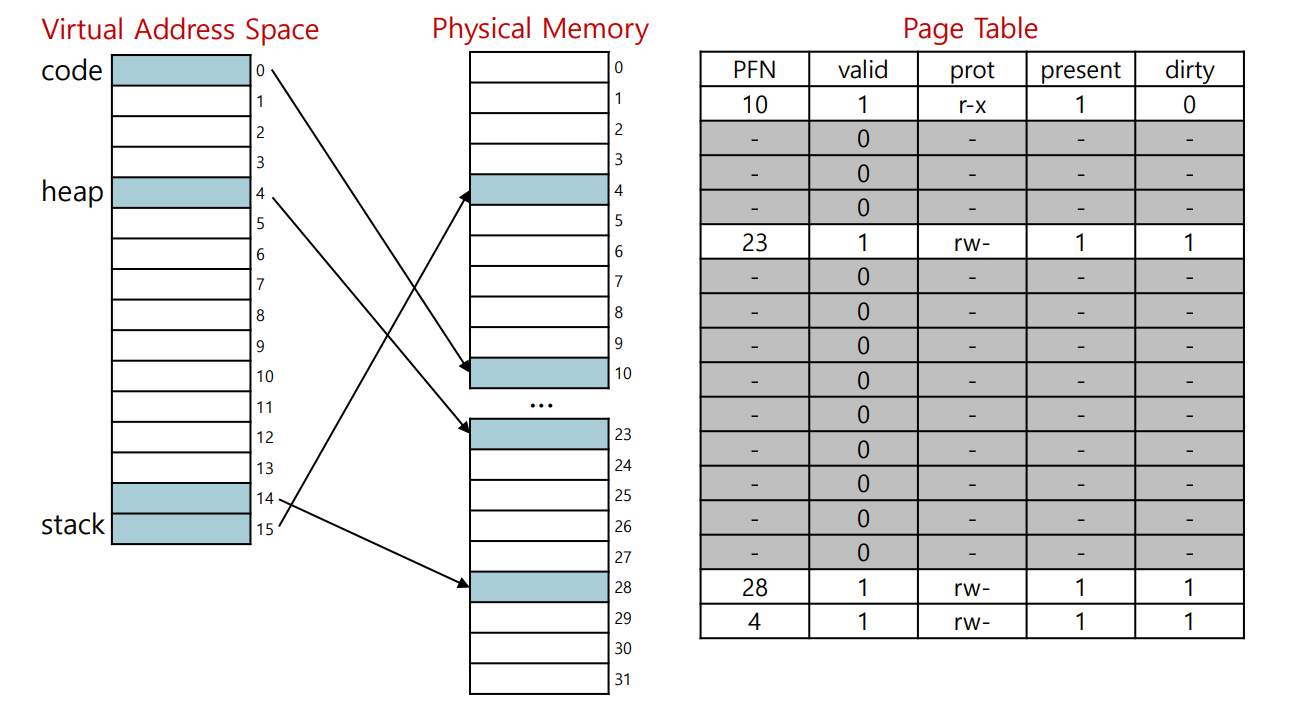 Virtual Address Space
code
0
1
2
3
heap
4
5
6
7
8
9
10
11
12
13
14
stack
15
Physical Memory
0
1
2
3
4
5
6
7
8
9
10
...
23
24
25
26
27
28
29
30
31
Page Table
PFN valid prot present dirty
10 1 r-x 1 0
- 0 - - -
- 0 - - -
- 0 - - -
23 1 rw- 1 1
- 0 - - -
- 0 - - -
- 0 - - -
- 0 - - -
- 0 - - -
- 0 - - -
- 0 - - -
- 0 - - -
- 0 - - -
28 1 rw- 1 1
4 1 rw- 1 1